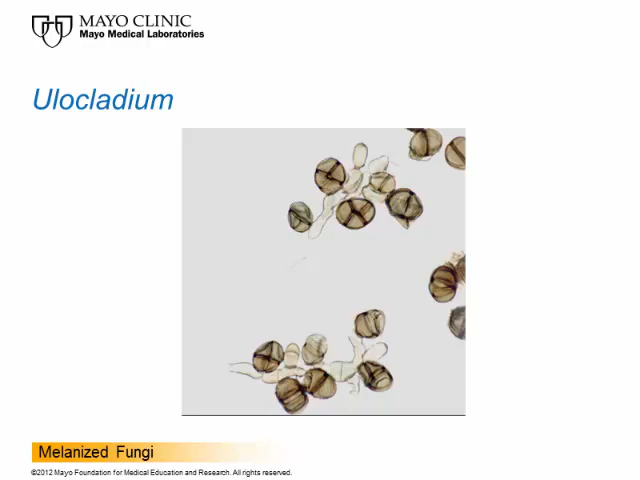 MAYO CLINIC
Mayo Medical Laboratories
Ulocladium
Melanized Fungi
©2012 Mayo Foundation for Medical Education and Research. All rights reserved.